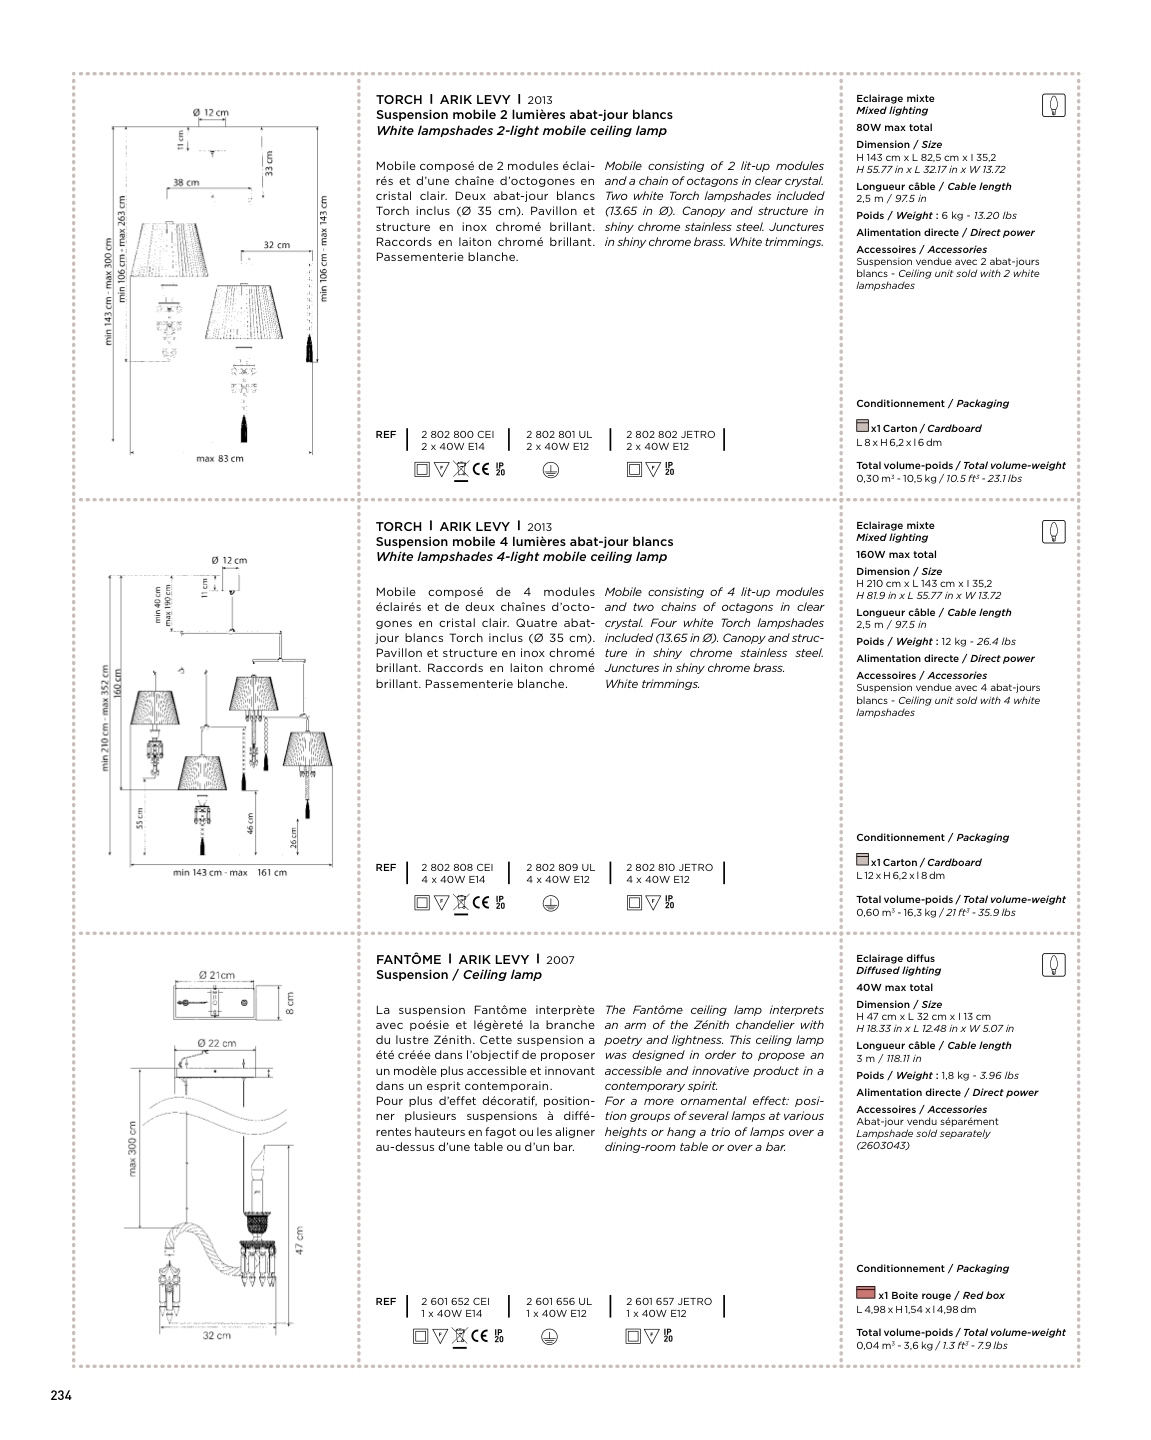 Ø 12 cm
11 cm
33 cm
38 cm
32 cm
min 143 cm - max 300 cm
min 106 cm - max 263 cm
min 106 cm - max 143 cm
max 83 cm
TORCH I ARIK LEVY I 2013
Suspension mobile 2 lumières abat-jour blancs
White lampshades 2-light mobile ceiling lamp
Mobile composé de 2 modules éclai-
rés et d'une chaîne d'octogones en
cristal clair. Deux abat-jour blancs
Torch inclus (Ø 35 cm). Pavillon et
structure en inox chromé brillant.
Raccords en laiton chromé brillant.
Passementerie blanche.
Mobile consisting of 2 lit-up modules
and a chain of octagons in clear crystal.
Two white Torch lampshades included
(13.65 in Ø). Canopy and structure in
shiny chrome stainless steel. Junctures
in shiny chrome brass. White trimmings.
REF
2 802 800 CEI
2 x 40W E14
2 802 801 UL
2 x 40W E12
2 802 802 JETRO
2 x 40W E12
F CE IP 20
F IP 20
Eclairage mixte
Mixed lighting
80W max total
Dimension / Size
H 143 cm x L 82,5 cm x l 35,2
H 55.77 in x L 32.17 in x W 13.72
Longueur câble / Cable length
2,5 m / 97.5 in
Poids / Weight : 6 kg - 13.20 lbs
Alimentation directe / Direct power
Accessoires / Accessories
Suspension vendue avec 2 abat-jours
blancs - Ceiling unit sold with 2 white
lampshades
Conditionnement / Packaging
x1 Carton / Cardboard
L 8 x H 6,2 x l 6 dm
Total volume-poids / Total volume-weight
0,30 m³ - 10,5 kg / 10.5 ft³ - 23.1 lbs
Ø 12 cm
11 cm
min 40 cm
max 190 cm
min 210 cm - max 352 cm
160 cm
55 cm
46 cm
26 cm
min 143 cm - max 161 cm
TORCH I ARIK LEVY I 2013
Suspension mobile 4 lumières abat-jour blancs
White lampshades 4-light mobile ceiling lamp
Mobile composé de 4 modules
éclairés et de deux chaînes d'octo-
gones en cristal clair. Quatre abat-
jour blancs Torch inclus (Ø 35 cm).
Pavillon et structure en inox chromé
brillant. Raccords en laiton chromé
brillant. Passementerie blanche.
Mobile consisting of 4 lit-up modules
and two chains of octagons in clear
crystal. Four white Torch lampshades
included (13.65 in Ø). Canopy and struc-
ture in shiny chrome stainless steel.
Junctures in shiny chrome brass.
White trimmings.
REF
2 802 808 CEI
4 x 40W E14
2 802 809 UL
4 x 40W E12
2 802 810 JETRO
4 x 40W E12
F CE IP 20
F IP 20
Eclairage mixte
Mixed lighting
160W max total
Dimension / Size
H 210 cm x L 143 cm x l 35,2
H 81.9 in x L 55.77 in x W 13.72
Longueur câble / Cable length
2,5 m / 97.5 in
Poids / Weight : 12 kg - 26.4 lbs
Alimentation directe / Direct power
Accessoires / Accessories
Suspension vendue avec 4 abat-jours
blancs - Ceiling unit sold with 4 white
lampshades
Conditionnement / Packaging
x1 Carton / Cardboard
L 12 x H 6,2 x l 8 dm
Total volume-poids / Total volume-weight
0,60 m³ - 16,3 kg / 21 ft³ - 35.9 lbs
Ø 21cm
8 cm
Ø 22 cm
max 300 cm
47 cm
32 cm
FANTÔME I ARIK LEVY I 2007
Suspension / Ceiling lamp
La suspension Fantôme interprète
avec poésie et légèreté la branche
du lustre Zénith. Cette suspension a
été créée dans l'objectif de proposer
un modèle plus accessible et innovant
dans un esprit contemporain.
Pour plus d'effet décoratif, position-
ner plusieurs suspensions à diffé-
rentes hauteurs en fagot ou les aligner
au-dessus d'une table ou d'un bar.
The Fantôme ceiling lamp interprets
an arm of the Zénith chandelier with
poetry and lightness. This ceiling lamp
was designed in order to propose an
accessible and innovative product in a
contemporary spirit.
For a more ornamental effect: posi-
tion groups of several lamps at various
heights or hang a trio of lamps over a
dining-room table or over a bar.
REF
2 601 652 CEI
1 x 40W E14
2 601 656 UL
1 x 40W E12
2 601 657 JETRO
1 x 40W E12
F CE IP 20
F IP 20
Eclairage diffus
Diffused lighting
40W max total
Dimension / Size
H 47 cm x L 32 cm x l 13 cm
H 18.33 in x L 12.48 in x W 5.07 in
Longueur câble / Cable length
3 m / 118.11 in
Poids / Weight : 1,8 kg - 3.96 lbs
Alimentation directe / Direct power
Accessoires / Accessories
Abat-jour vendu séparément
Lampshade sold separately
(2603043)
Conditionnement / Packaging
x1 Boite rouge / Red box
L 4,98 x H 1,54 x l 4,98 dm
Total volume-poids / Total volume-weight
0,04 m³ - 3,6 kg / 1.3 ft³ - 7.9 lbs
234